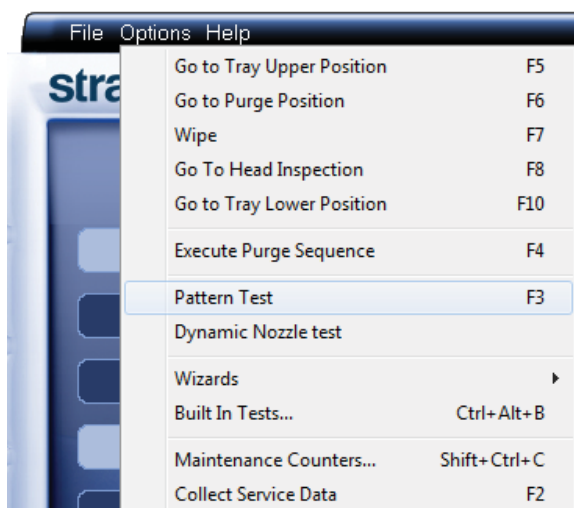 File Options Help
stra
Go to Tray Upper Position F5
Go to Purge Position F6
Wipe F7
Go To Head Inspection F8
Go to Tray Lower Position F10
Execute Purge Sequence F4
Pattern Test F3
Dynamic Nozzle test
Wizards
Built In Tests... Ctrl+Alt+B
Maintenance Counters... Shift+Ctrl+C
Collect Service Data F2